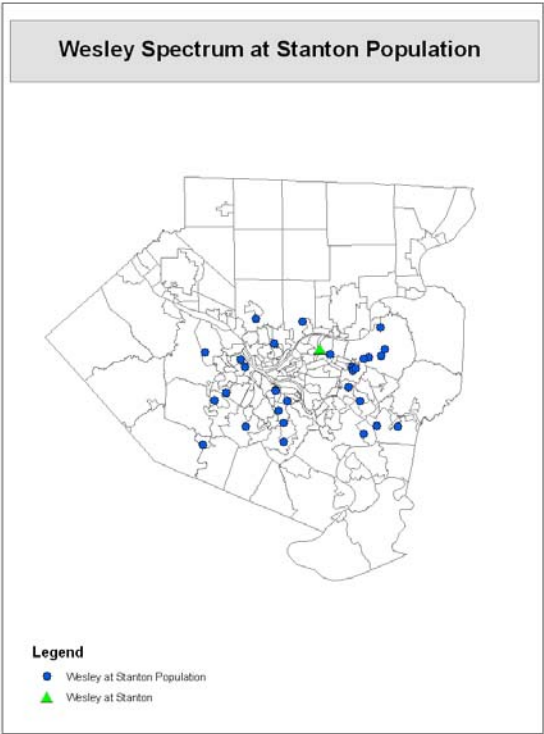 Wesley Spectrum at Stanton Population
Legend
Wesley at Stanton Population
Wesley at Stanton